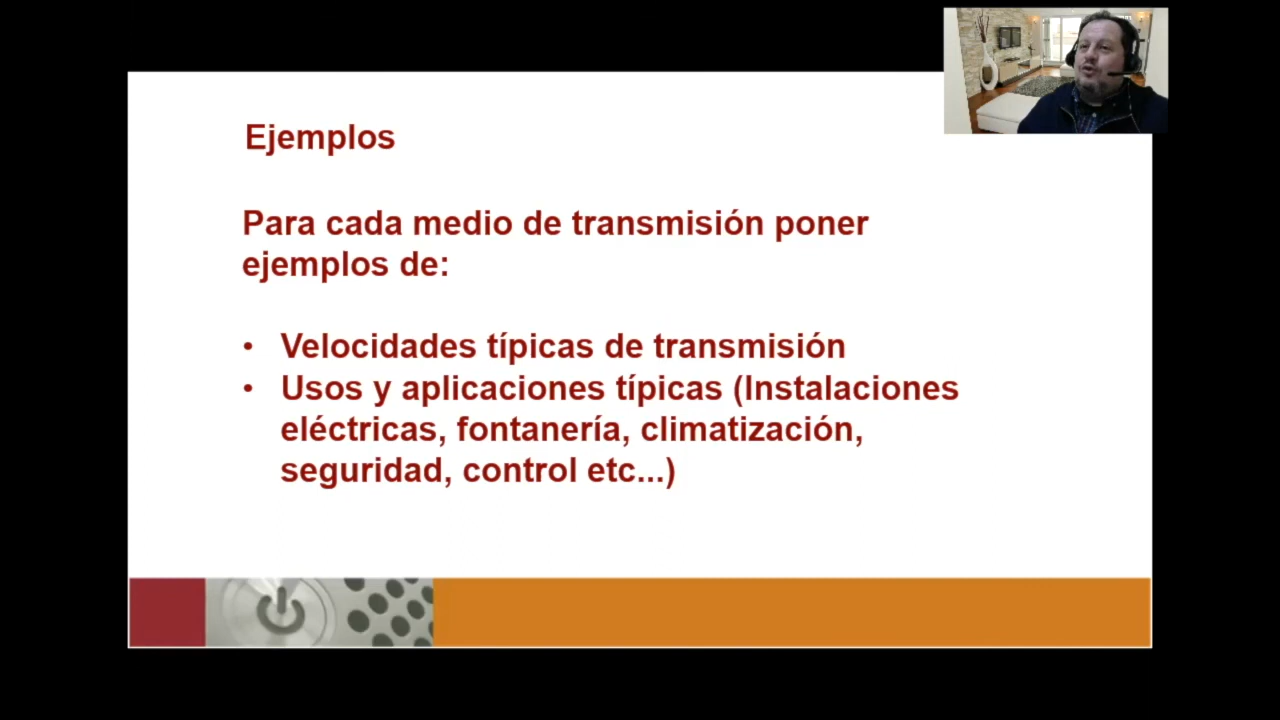 Ejemplos
Para cada medio de transmisión poner
ejemplos de:
• Velocidades típicas de transmisión
• Usos y aplicaciones típicas (Instalaciones
eléctricas, fontanería, climatización,
seguridad, control etc...)